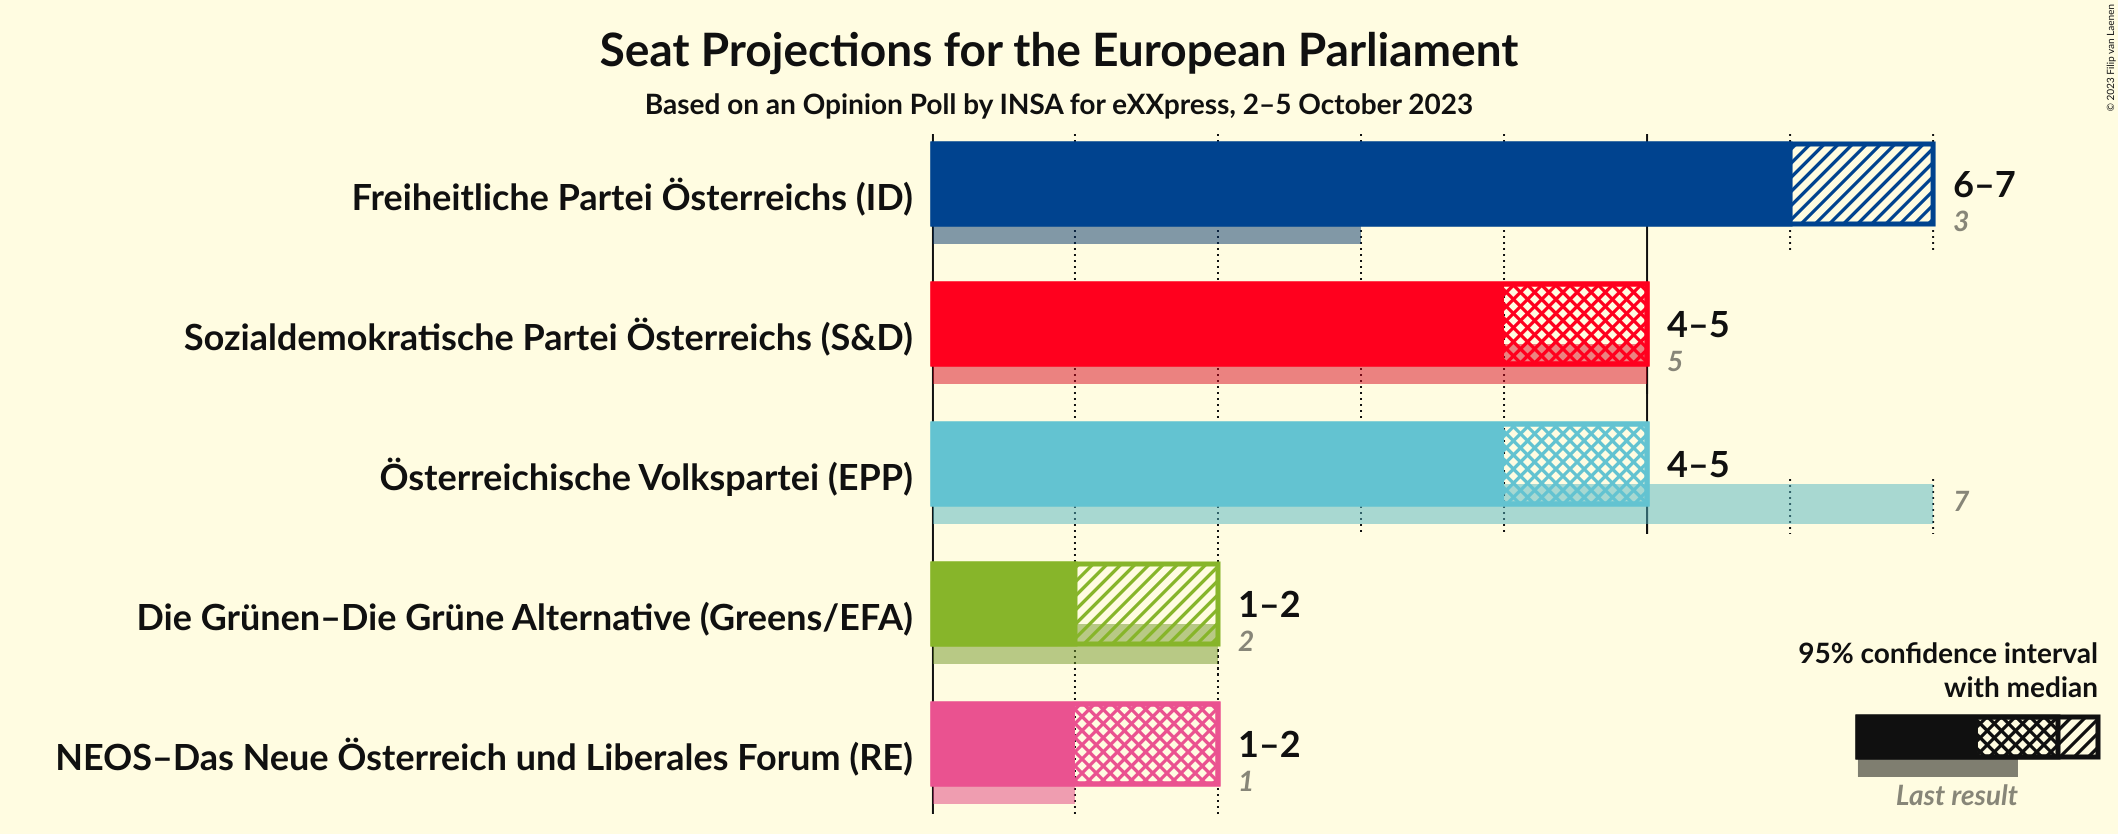 Seat Projections for the European Parliament
Based on an Opinion Poll by INSA for eXXpress, 2–5 October 2023
© 2023 Filip van Laenen
Freiheitliche Partei Österreichs (ID)
6–7
3
Sozialdemokratische Partei Österreichs (S&D)
4–5
5
Österreichische Volkspartei (EPP)
4–5
7
Die Grünen–Die Grüne Alternative (Greens/EFA)
1–2
2
NEOS–Das Neue Österreich und Liberales Forum (RE)
1–2
1
95% confidence interval
with median
Last result